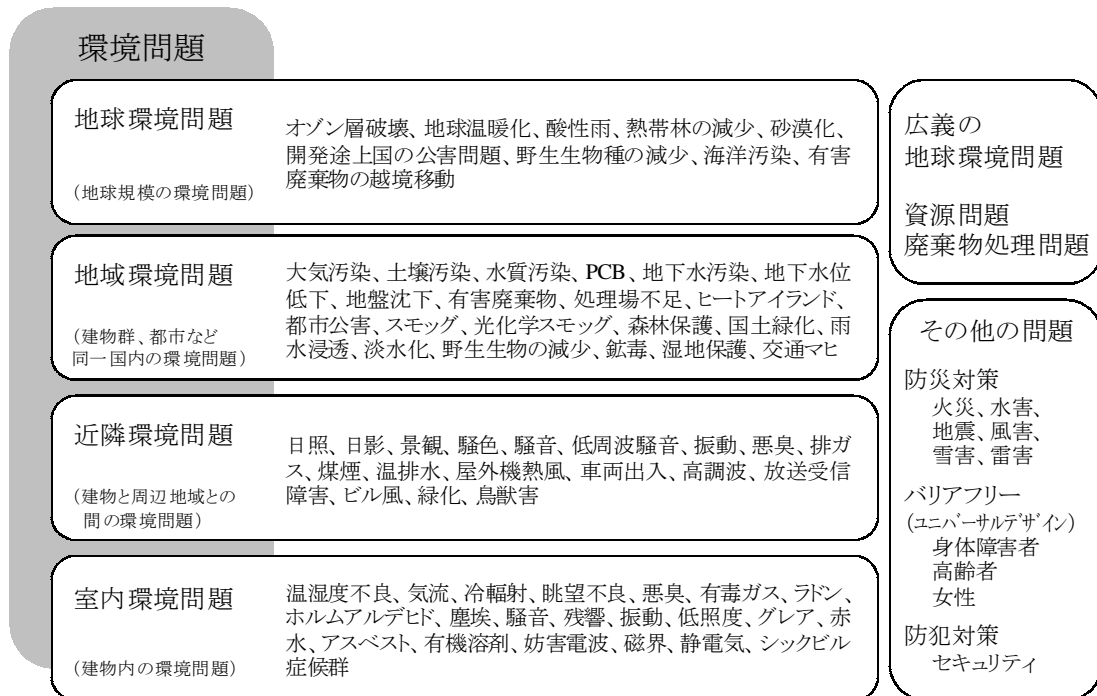 環境問題
地球環境問題
(地球規模の環境問題)
オゾン層破壊、地球温暖化、酸性雨、熱帯林の減少、砂漠化、
開発途上国の公害問題、野生生物種の減少、海洋汚染、有害
廃棄物の越境移動
地域環境問題
(建物群、都市など
同一国内の環境問題)
大気汚染、土壌汚染、水質汚染、PCB、地下水汚染、地下水位
低下、地盤沈下、有害廃棄物、処理場不足、ヒートアイランド、
都市公害、スモッグ、光化学スモッグ、森林保護、国土緑化、雨
水浸透、淡水化、野生生物の減少、鉱毒、湿地保護、交通マヒ
近隣環境問題
(建物と周辺地域との
間の環境問題)
日照、日影、景観、騒色、騒音、低周波騒音、振動、悪臭、排ガ
ス、煤煙、温排水、屋外機熱風、車両出入、高調波、放送受信
障害、ビル風、緑化、鳥獣害
室内環境問題
(建物内の環境問題)
温湿度不良、気流、冷輻射、眺望不良、悪臭、有毒ガス、ラドン、
ホルムアルデヒド、塵埃、騒音、残響、振動、低照度、グレア、赤
水、アスベスト、有機溶剤、妨害電波、磁界、静電気、シックビル
症候群
広義の
地球環境問題
資源問題
廃棄物処理問題
その他の問題
防災対策
火災、水害、
地震、風害、
雪害、雷害
バリアフリー
(ユニバーサルデザイン)
身体障害者
高齢者
女性
防犯対策
セキュリティ